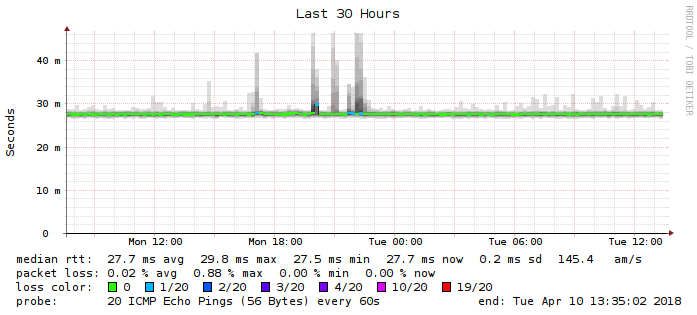 Last 30 Hours
RRDTOOL / TOBI OETIKER
Seconds
40 m
30 m
20 m
10 m
0
Mon 12:00 Mon 18:00 Tue 00:00 Tue 06:00 Tue 12:00
median rtt: 27.7 ms avg 29.8 ms max 27.5 ms min 27.7 ms now 0.2 ms sd 145.4 am/s
packet loss: 0.02 % avg 0.88 % max 0.00 % min 0.00 % now
loss color: 0 1/20 2/20 3/20 4/20 10/20 19/20
probe: 20 ICMP Echo Pings (56 Bytes) every 60s end: Tue Apr 10 13:35:02 2018